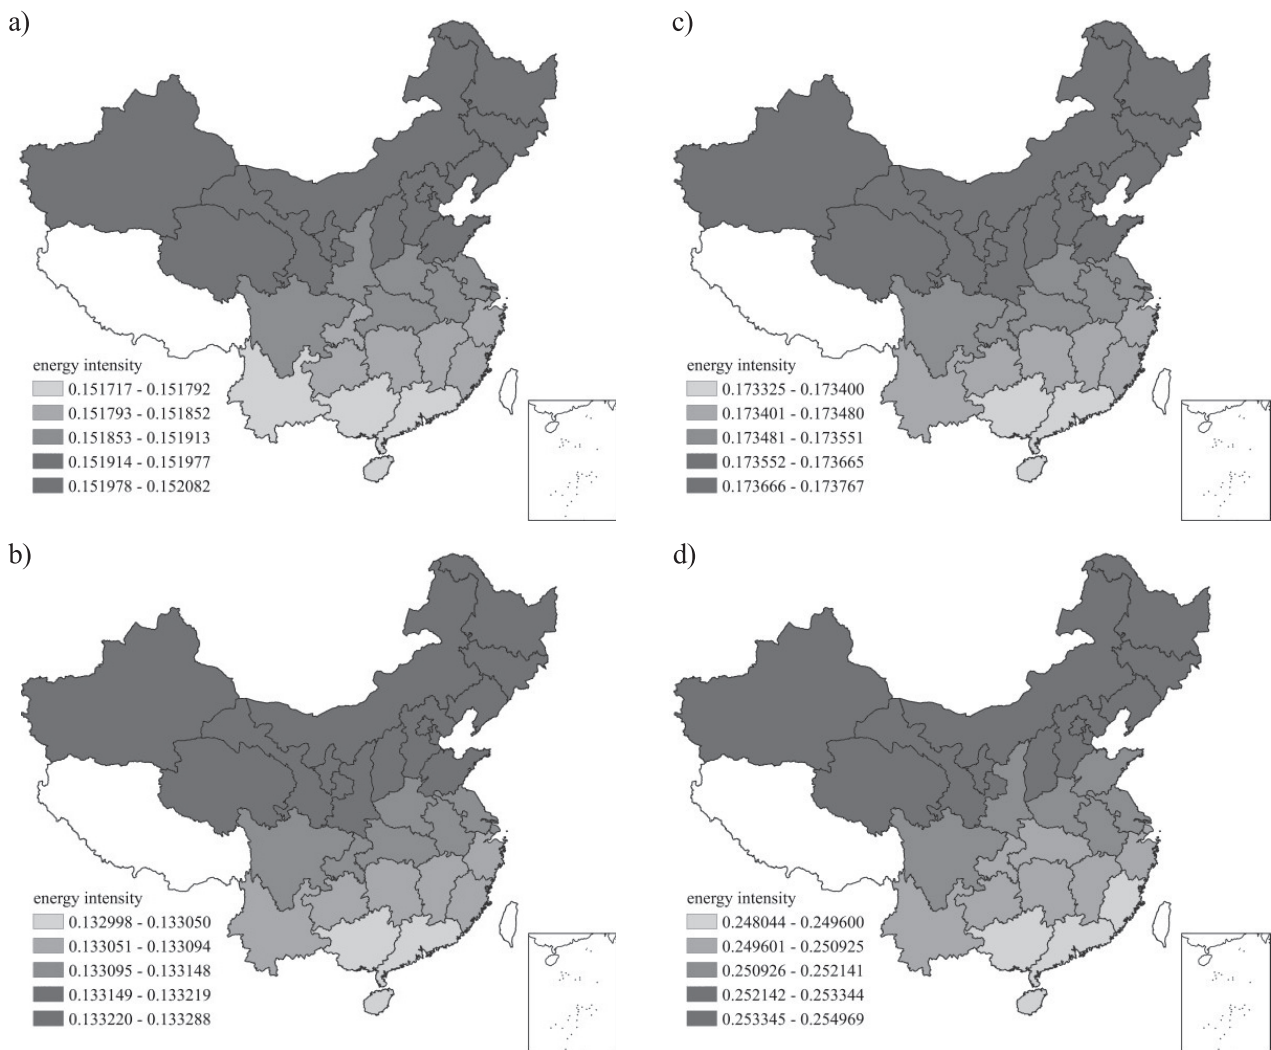 a)
energy intensity
0.151717 - 0.151792
0.151793 - 0.151852
0.151853 - 0.151913
0.151914 - 0.151977
0.151978 - 0.152082
c)
energy intensity
0.173325 - 0.173400
0.173401 - 0.173480
0.173481 - 0.173551
0.173552 - 0.173665
0.173666 - 0.173767
b)
energy intensity
0.132998 - 0.133050
0.133051 - 0.133094
0.133095 - 0.133148
0.133149 - 0.133219
0.133220 - 0.133288
d)
energy intensity
0.248044 - 0.249600
0.249601 - 0.250925
0.250926 - 0.252141
0.252142 - 0.253344
0.253345 - 0.254969